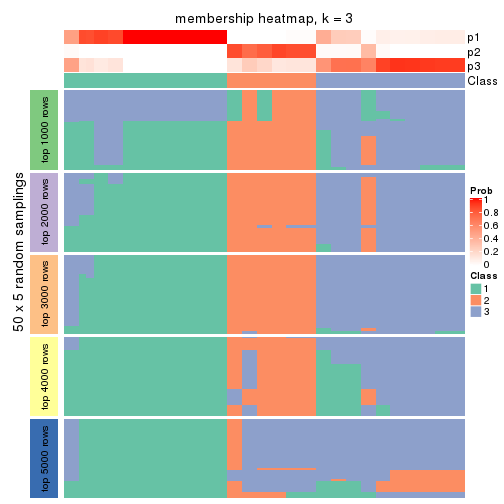 membership heatmap, k = 3
p1
p2
p3
Class
50 x 5 random samplings
top 1000 rows
top 2000 rows
top 3000 rows
top 4000 rows
top 5000 rows
Prob
1
0.8
0.6
0.4
0.2
0
Class
1
2
3